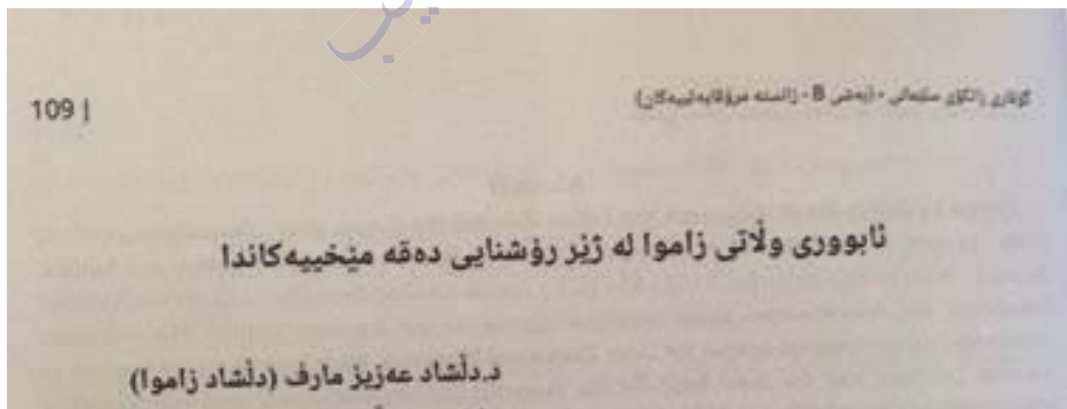 گۆڤاری زانکۆی سلێمانی - (بەشی B - زانستە مرۆڤایەتییەکان)
109 |
ئابووری وڵاتی زاموا لە ژێر رۆشنایی دەقە مێخییەکاندا
د.دڵشاد عەزیز مارف (دڵشاد زاموا)